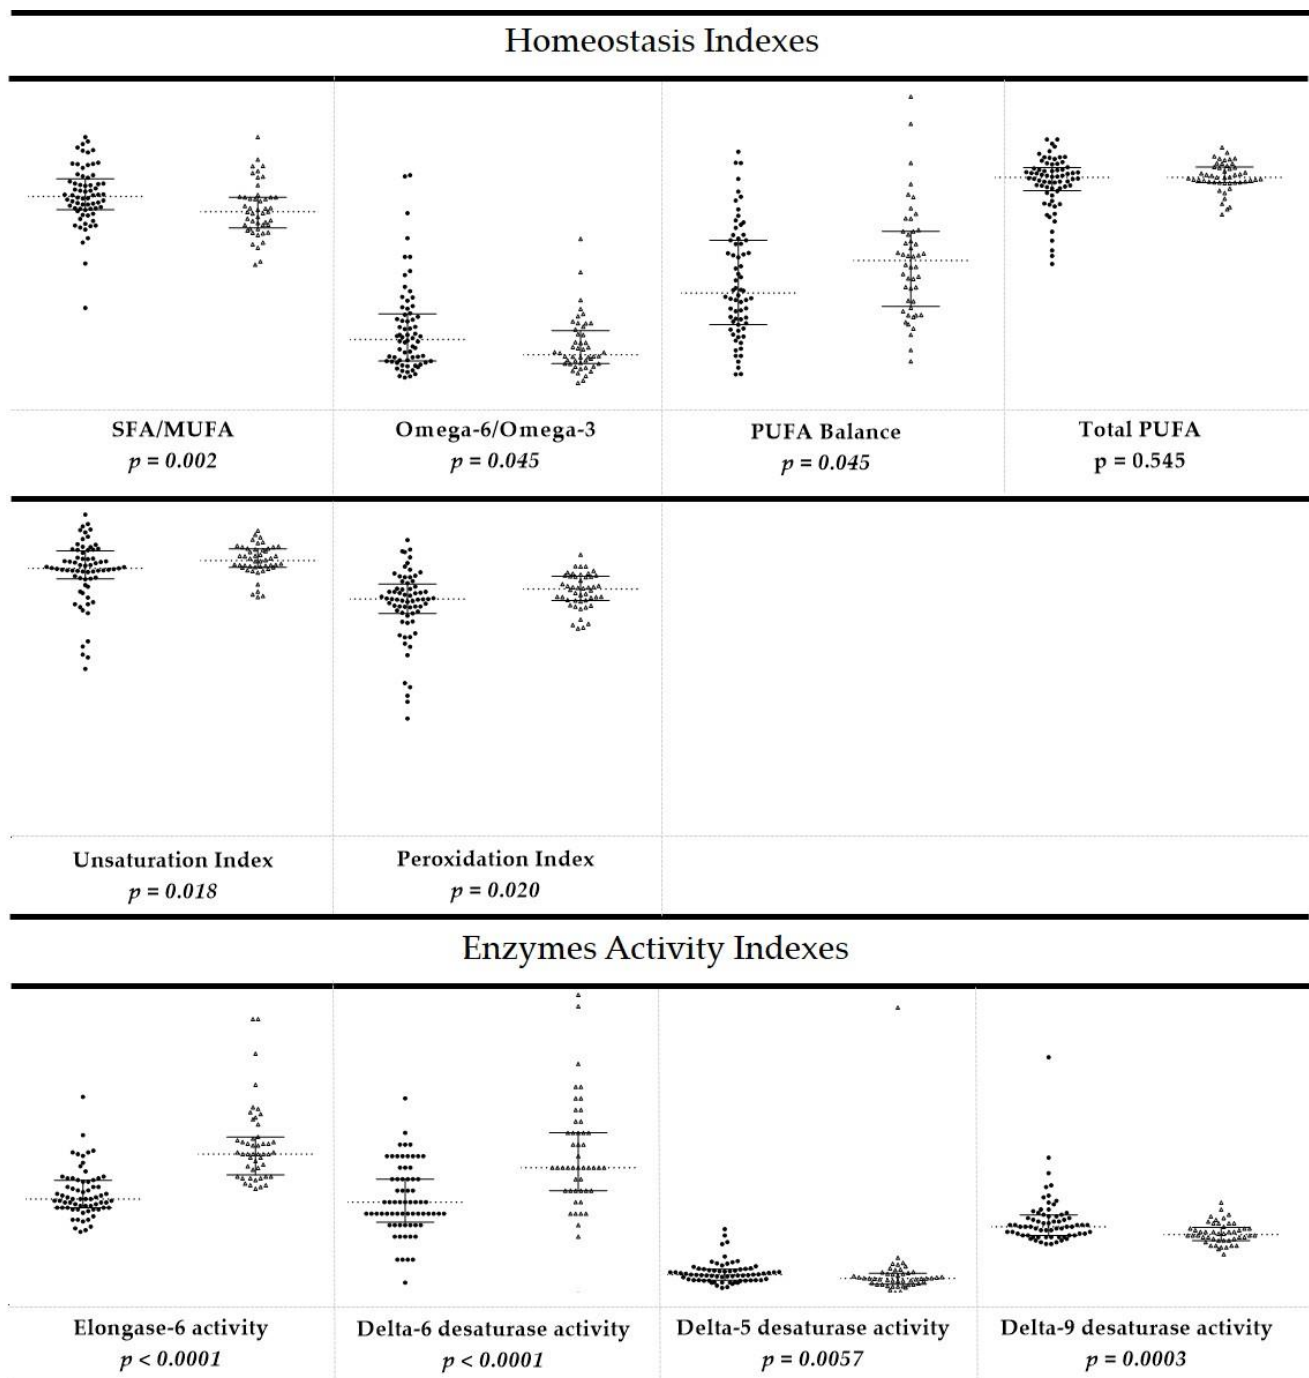 Homeostasis Indexes
SFA/MUFA
p = 0.002
Omega-6/Omega-3
p = 0.045
PUFA Balance
p = 0.045
Total PUFA
p = 0.545
Unsaturation Index
p = 0.018
Peroxidation Index
p = 0.020
Enzymes Activity Indexes
Elongase-6 activity
p < 0.0001
Delta-6 desaturase activity
p < 0.0001
Delta-5 desaturase activity
p = 0.0057
Delta-9 desaturase activity
p = 0.0003